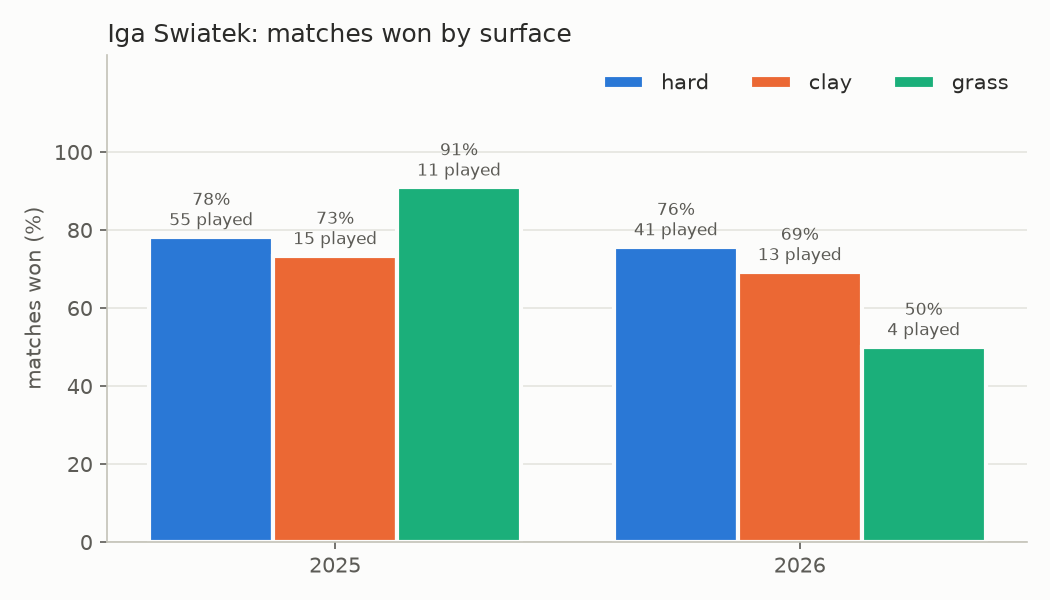 Iga Swiatek: matches won by surface
hard clay grass
matches won (%)
100
80
60
40
20
0
78%
55 played
73%
15 played
91%
11 played
76%
41 played
69%
13 played
50%
4 played
2025
2026